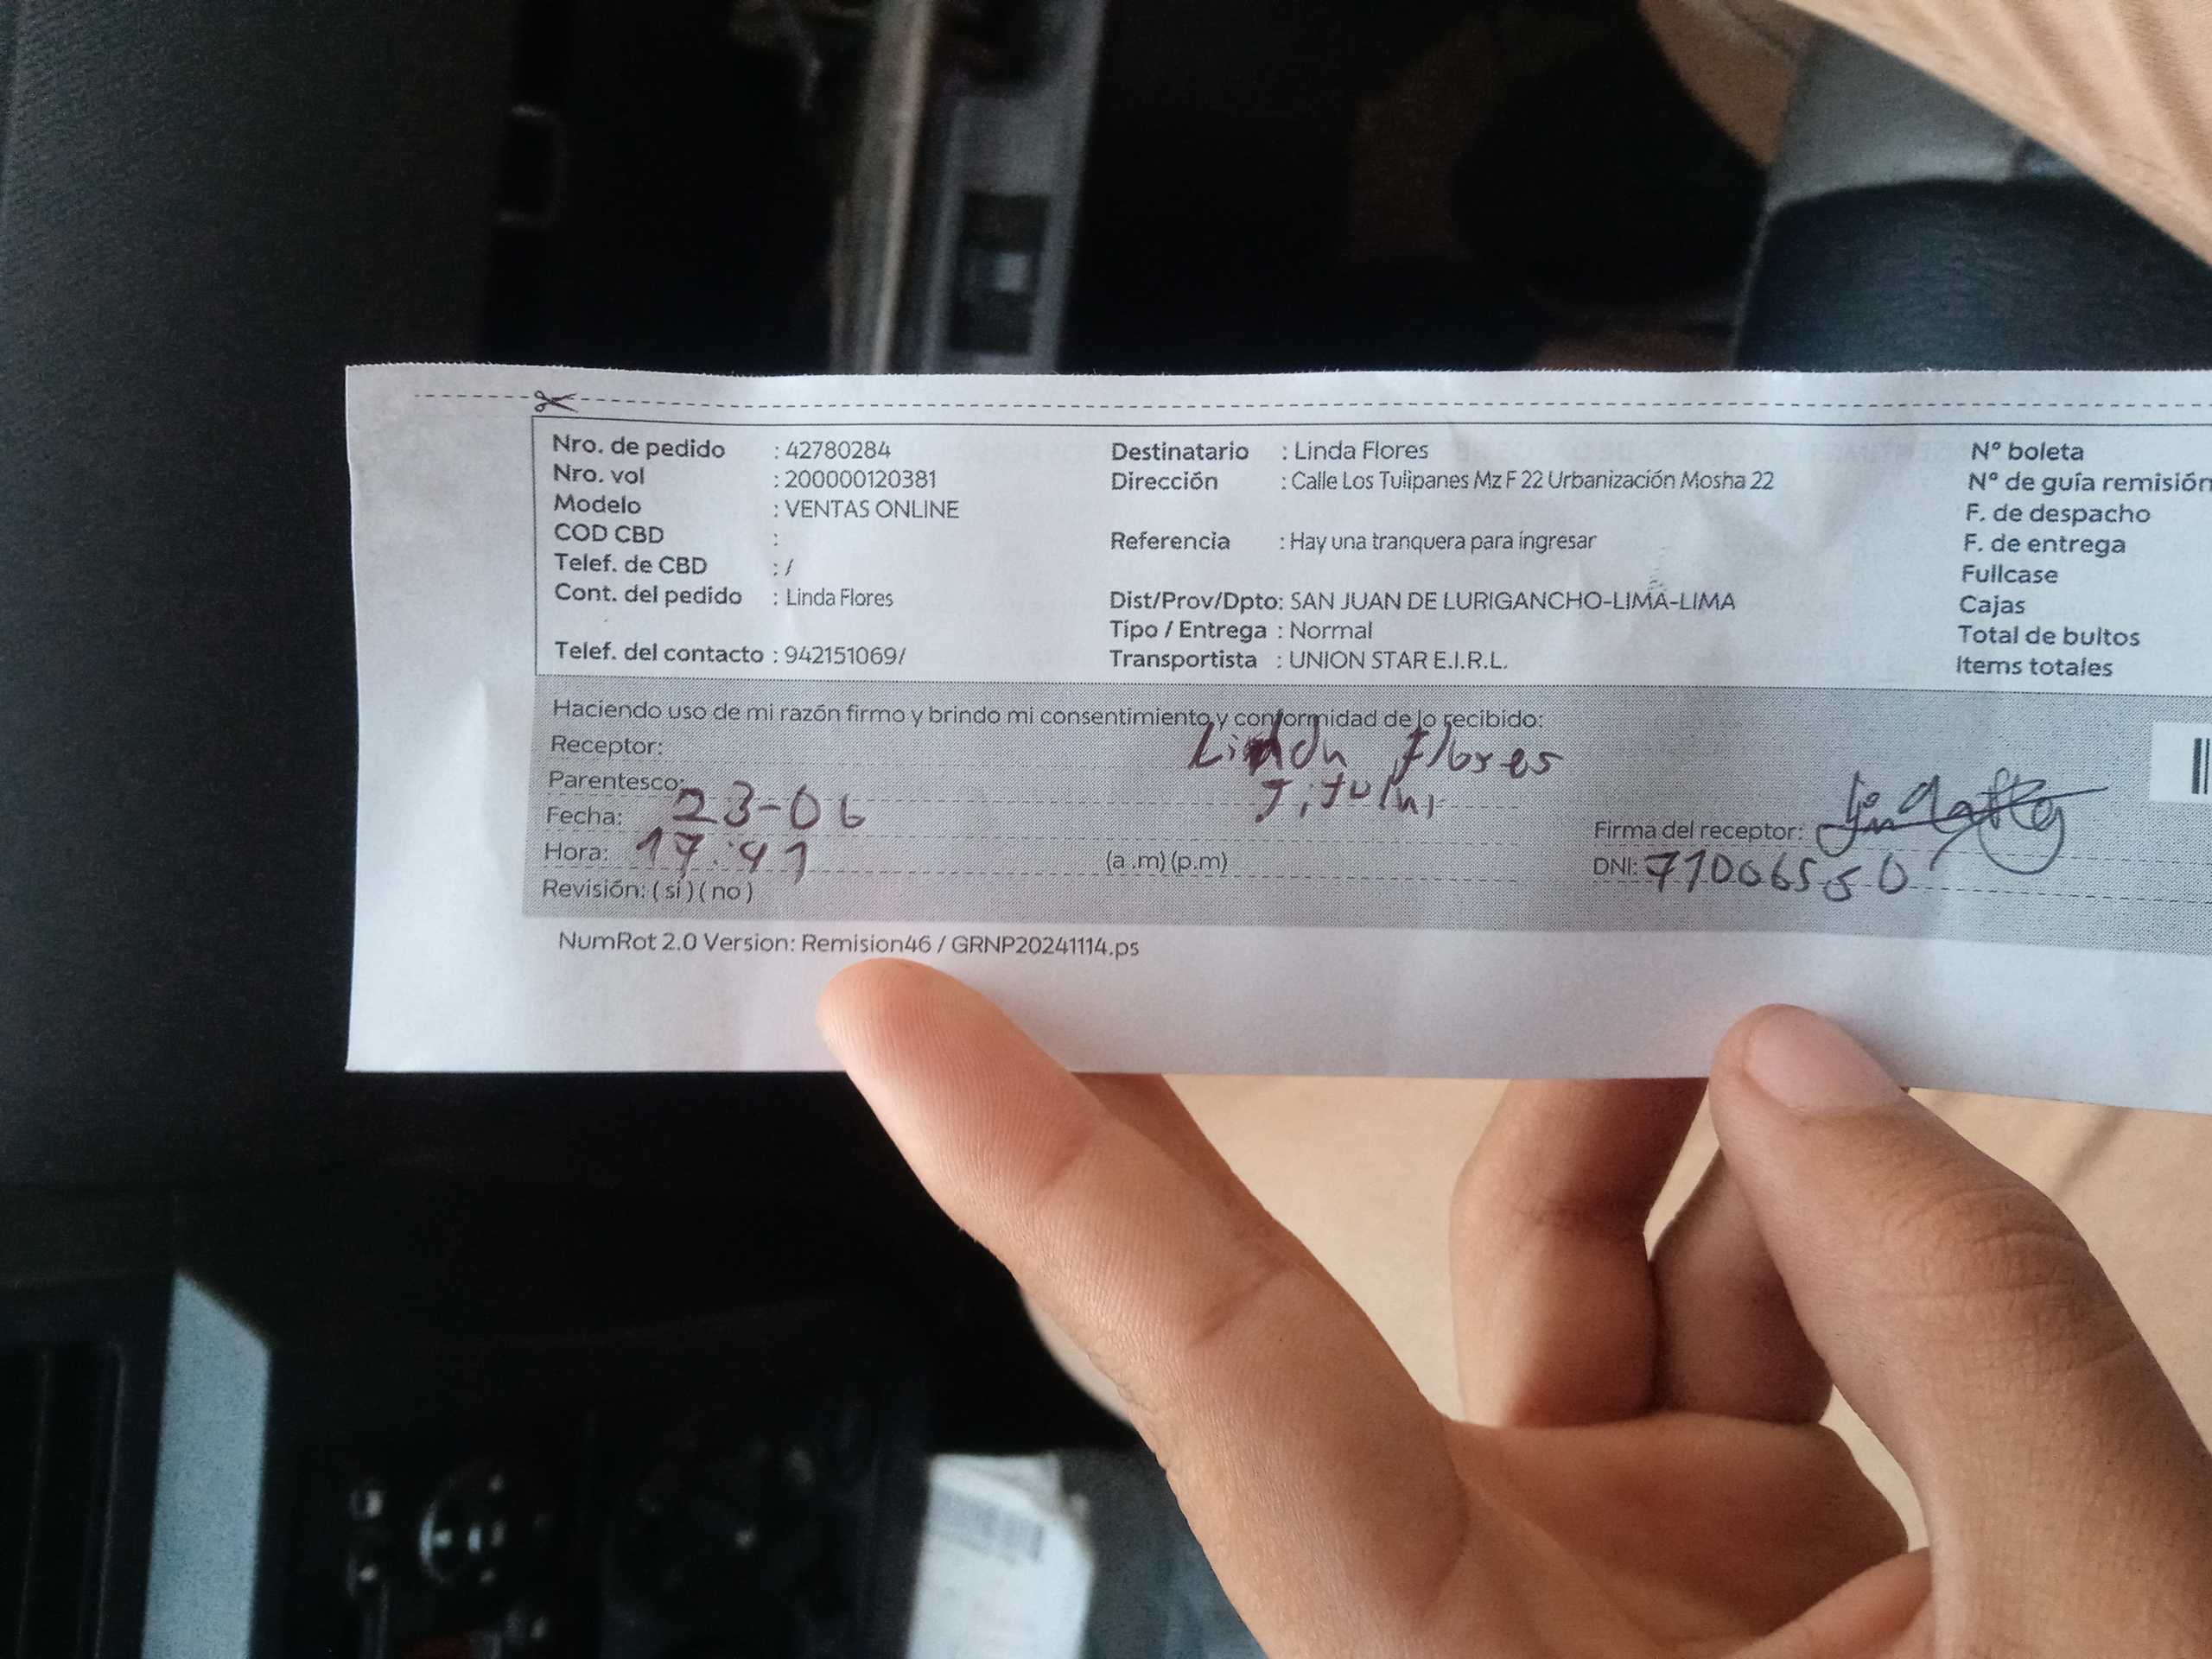 Nro. de pedido : 42780284
Nro. vol : 200000120381
Modelo : VENTAS ONLINE
COD CBD :
Telef. de CBD : /
Cont. del pedido : Linda Flores
Telef. del contacto : 942151069/
Destinatario : Linda Flores
Dirección : Calle Los Tulipanes Mz F 22 Urbanización Mosha 22
Referencia : Hay una tranquera para ingresar
Dist/Prov/Dpto: SAN JUAN DE LURIGANCHO-LIMA-LIMA
Tipo / Entrega : Normal
Transportista : UNION STAR E.I.R.L.
N° boleta
N° de guía remisión
F. de despacho
F. de entrega
Fullcase
Cajas
Total de bultos
Items totales
Haciendo uso de mi razón firmo y brindo mi consentimiento y conformidad de lo recibido:
Receptor: Linda Flores
Parentesco: Titular
Fecha: 23-06
Hora: 17:41 (a .m) (p.m)
Revisión: ( sí ) ( no )
Firma del receptor:
DNI: 71006550
NumRot 2.0 Version: Remision46 / GRNP20241114.ps